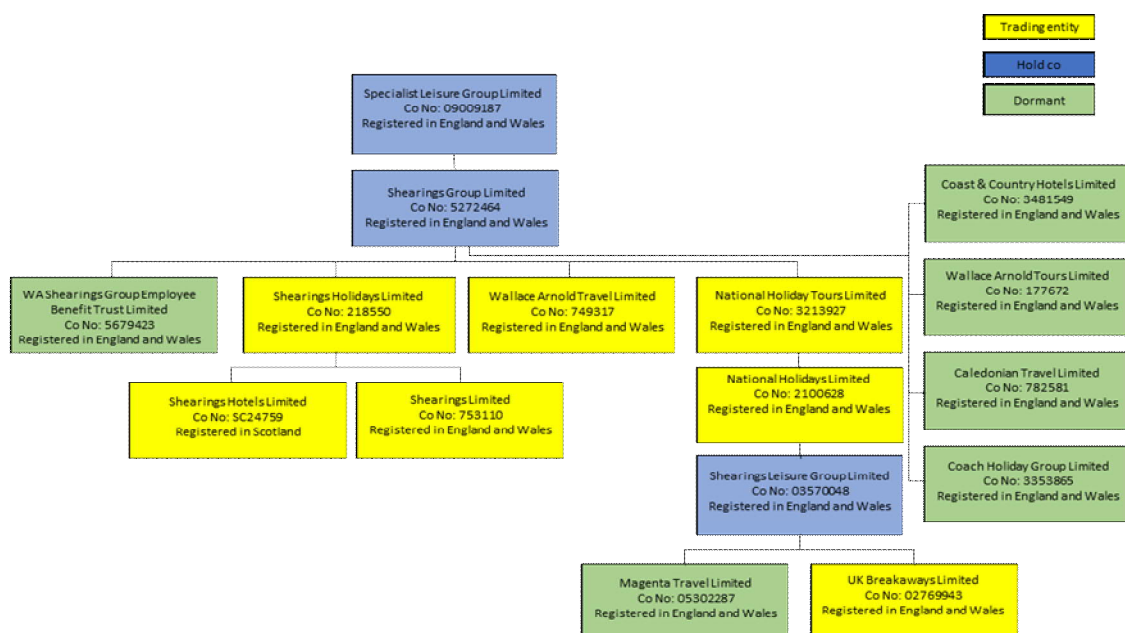 Trading entity
Hold co
Dormant
Specialist Leisure Group Limited
Co No: 09009187
Registered in England and Wales
Shearings Group Limited
Co No: 5272464
Registered in England and Wales
Coast & Country Hotels Limited
Co No: 3481549
Registered in England and Wales
WA Shearings Group Employee
Benefit Trust Limited
Co No: 5679423
Registered in England and Wales
Shearings Holidays Limited
Co No: 218550
Registered in England and Wales
Wallace Arnold Travel Limited
Co No: 749317
Registered in England and Wales
National Holiday Tours Limited
Co No: 3213927
Registered in England and Wales
Wallace Arnold Tours Limited
Co No: 177672
Registered in England and Wales
Shearings Hotels Limited
Co No: SC24759
Registered in Scotland
Shearings Limited
Co No: 753110
Registered in England and Wales
National Holidays Limited
Co No: 2100628
Registered in England and Wales
Caledonian Travel Limited
Co No: 782581
Registered in England and Wales
Shearings Leisure Group Limited
Co No: 03570048
Registered in England and Wales
Coach Holiday Group Limited
Co No: 3353865
Registered in England and Wales
Magenta Travel Limited
Co No: 05302287
Registered in England and Wales
UK Breakaways Limited
Co No: 02769943
Registered in England and Wales